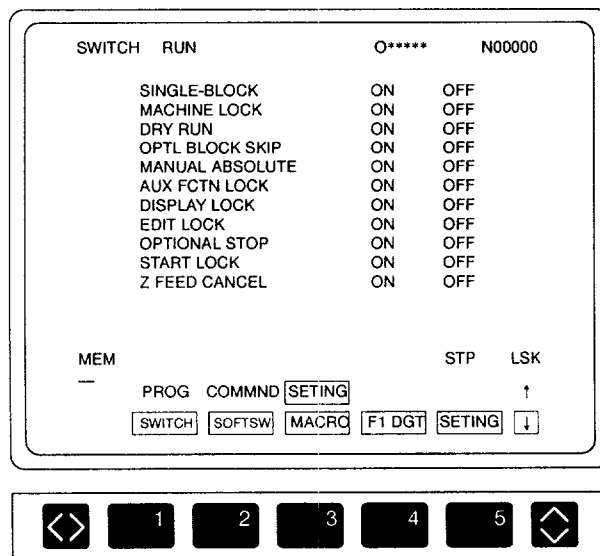 SWITCH RUN O***** N00000
SINGLE-BLOCK ON OFF
MACHINE LOCK ON OFF
DRY RUN ON OFF
OPTL BLOCK SKIP ON OFF
MANUAL ABSOLUTE ON OFF
AUX FCTN LOCK ON OFF
DISPLAY LOCK ON OFF
EDIT LOCK ON OFF
OPTIONAL STOP ON OFF
START LOCK ON OFF
Z FEED CANCEL ON OFF
MEM STP LSK
PROG COMMND SETING ↑
SWITCH SOFTSW MACRO F1 DGT SETING ↓
1 2 3 4 5